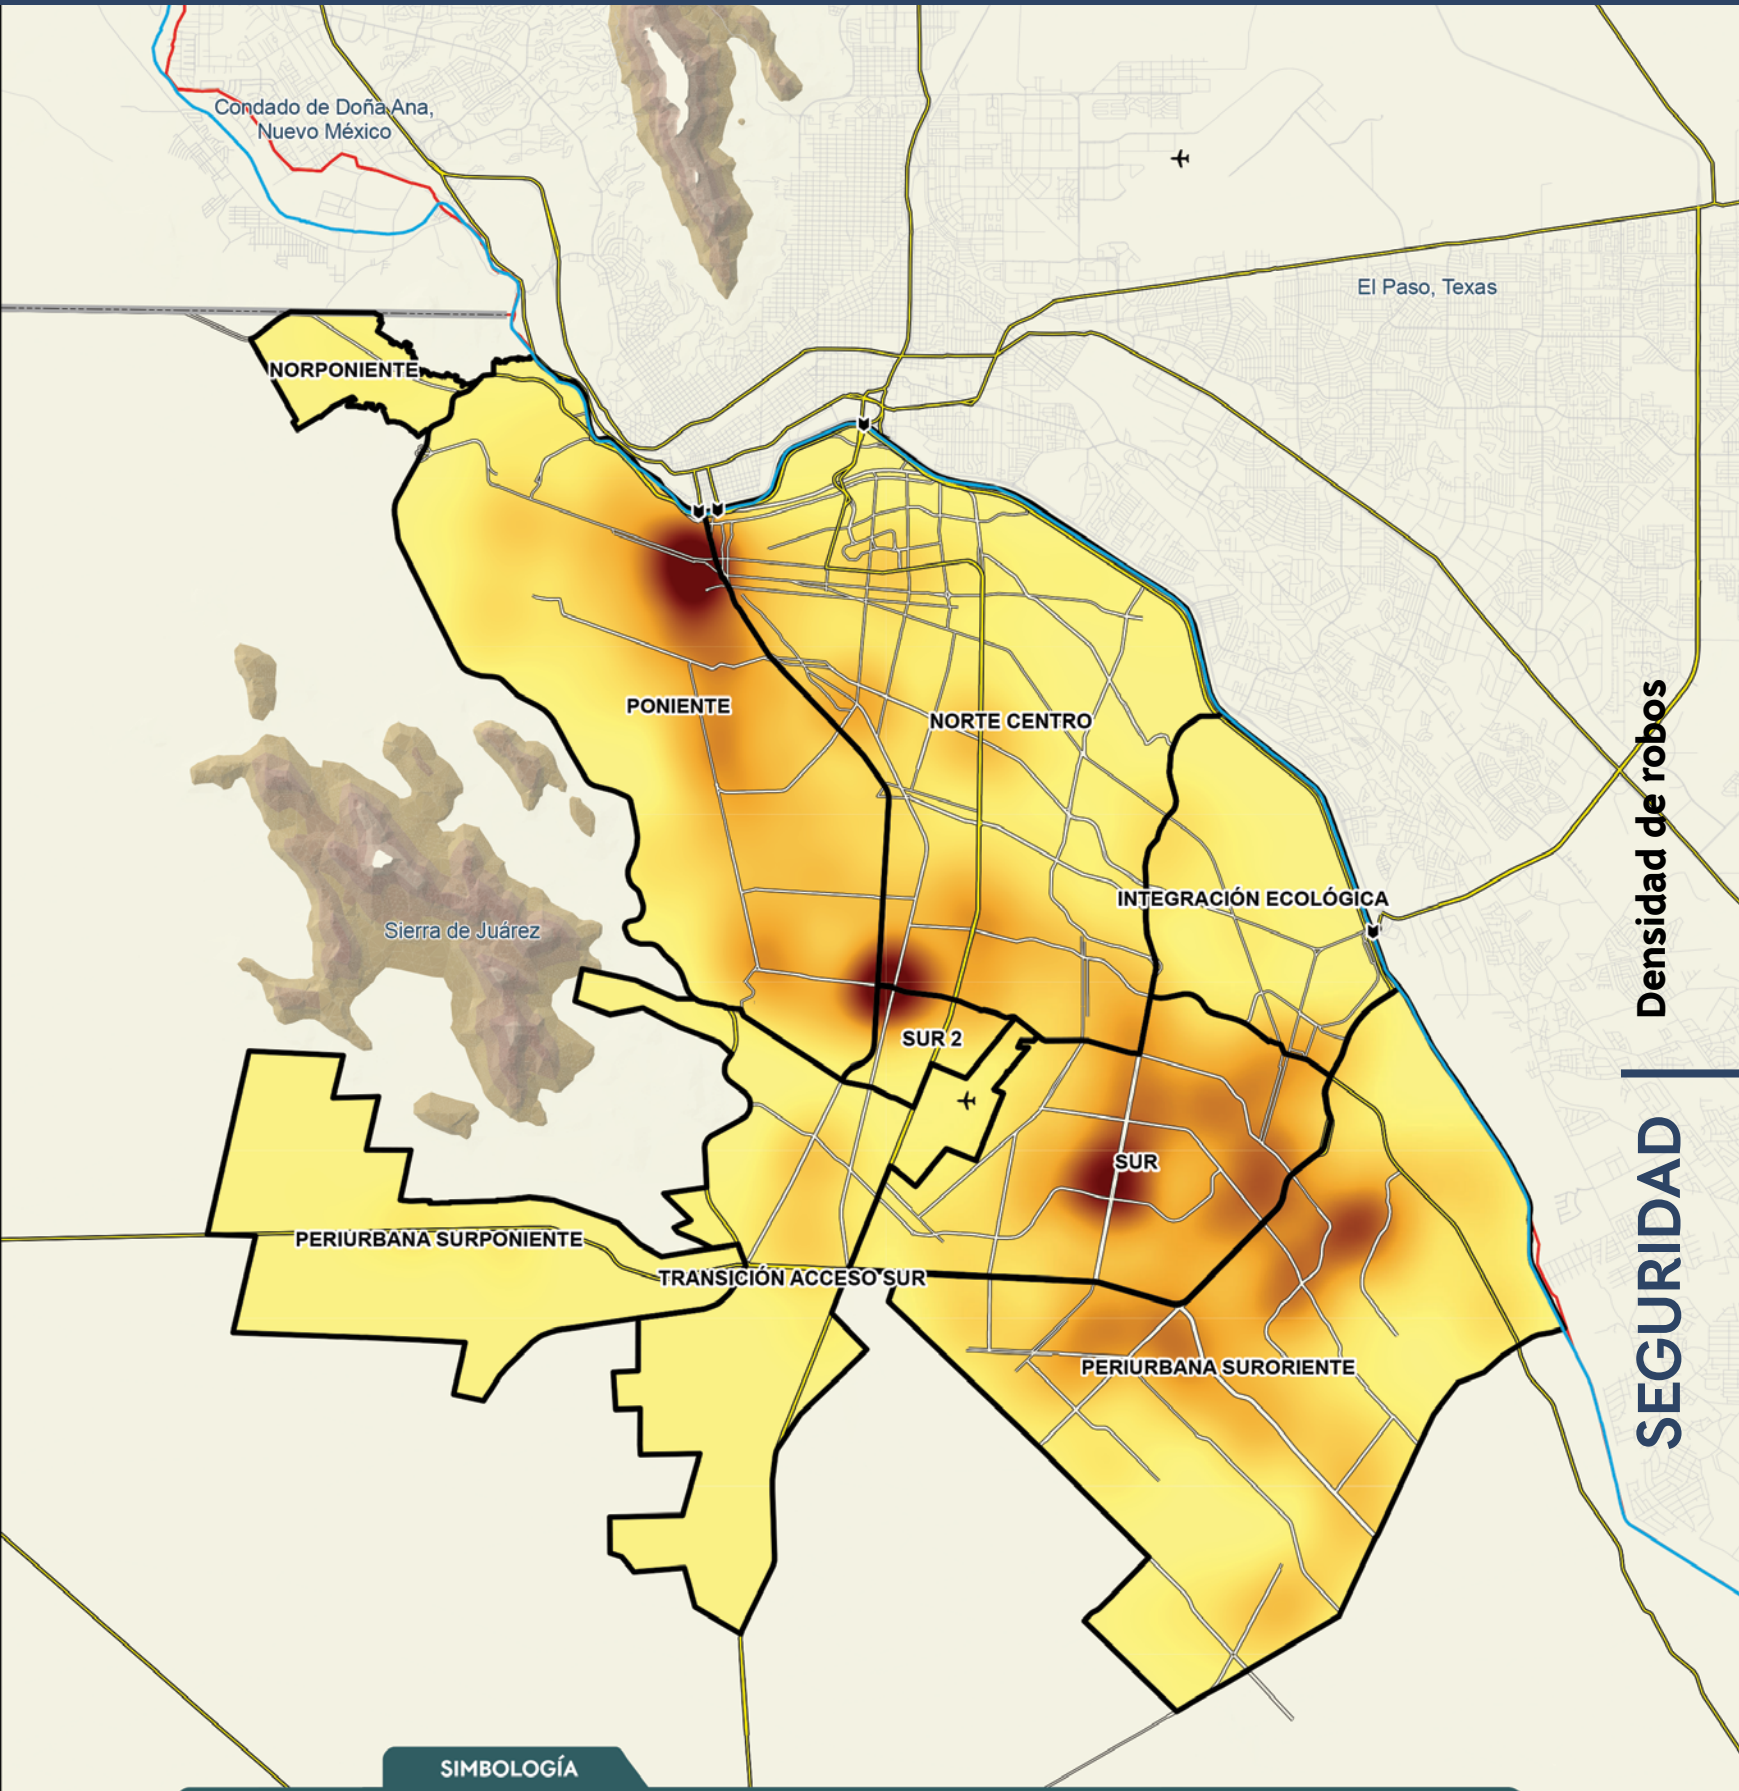 Condado de Doña Ana,
Nuevo México
El Paso, Texas
NORPONIENTE
PONIENTE
NORTE CENTRO
INTEGRACIÓN ECOLÓGICA
Sierra de Juárez
SUR 2
SUR
PERIURBANA SURPONIENTE
TRANSICIÓN ACCESO SUR
PERIURBANA SURORIENTE
SEGURIDAD
Densidad de robos
SIMBOLOGÍA